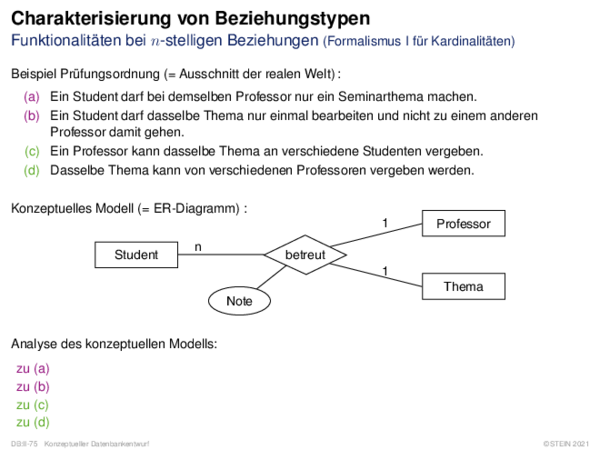 Charakterisierung von Beziehungstypen
Funktionalitäten bei n-stelligen Beziehungen (Formalismus I für Kardinalitäten)
Beispiel Prüfungsordnung (= Ausschnitt der realen Welt) :
(a) Ein Student darf bei demselben Professor nur ein Seminarthema machen.
(b) Ein Student darf dasselbe Thema nur einmal bearbeiten und nicht zu einem anderen
Professor damit gehen.
(c) Ein Professor kann dasselbe Thema an verschiedene Studenten vergeben.
(d) Dasselbe Thema kann von verschiedenen Professoren vergeben werden.
Konzeptuelles Modell (= ER-Diagramm) :
1 Professor
Student n betreut
1 Thema
Note
Analyse des konzeptuellen Modells:
zu (a)
zu (b)
zu (c)
zu (d)
DB:II-75 Konzeptueller Datenbankentwurf ©STEIN 2021